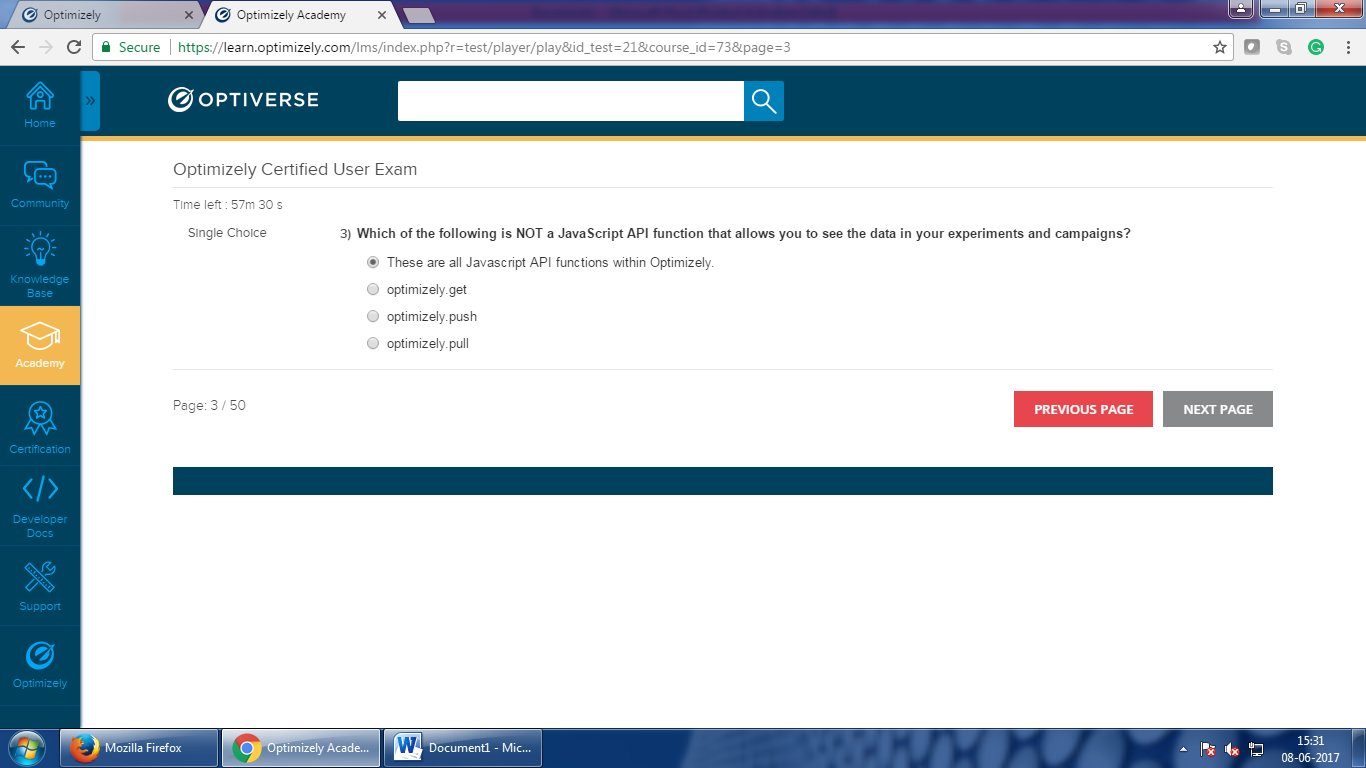 Optimizely
Optimizely Academy
Secure
https://learn.optimizely.com/lms/index.php?r=test/player/play&id_test=21&course_id=73&page=3
Home
Community
Knowledge
Base
Academy
Certification
Developer
Docs
Support
Optimizely
»
OPTIVERSE
Optimizely Certified User Exam
Time left : 57m 30 s
Single Choice
3) Which of the following is NOT a JavaScript API function that allows you to see the data in your experiments and campaigns?
These are all Javascript API functions within Optimizely.
optimizely.get
optimizely.push
optimizely.pull
Page: 3 / 50
PREVIOUS PAGE
NEXT PAGE
Mozilla Firefox
Optimizely Acade...
Document1 - Mic...
15:31
08-06-2017